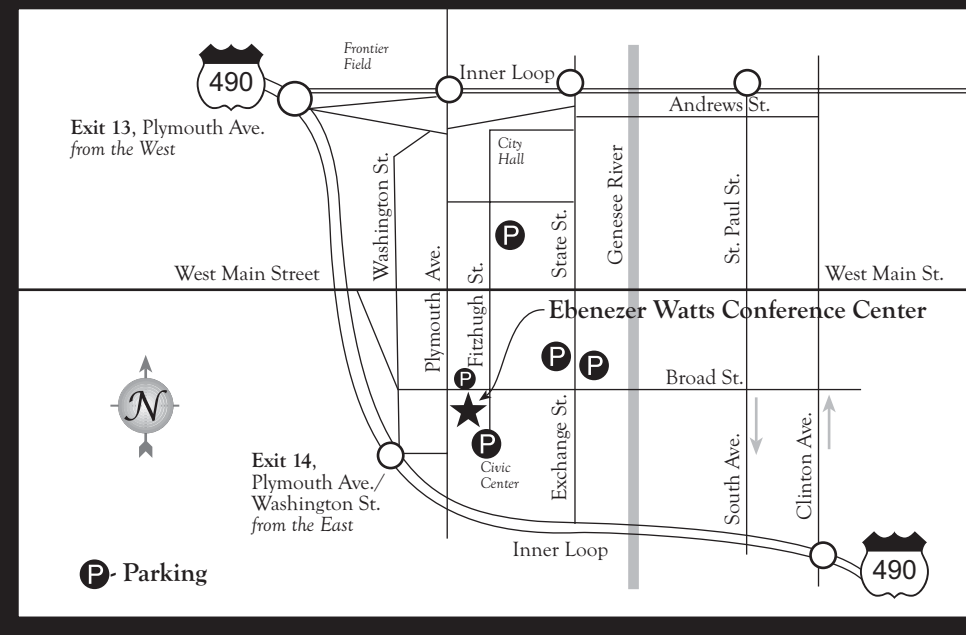 Frontier
Field
490
Inner Loop
Andrews St.
Exit 13, Plymouth Ave.
from the West
City
Hall
Washington St.
Plymouth Ave.
Fitzhugh St.
State St.
Genesee River
St. Paul St.
P
West Main Street
West Main St.
Ebenezer Watts Conference Center
P
P
P
Broad St.
N
P
Civic
Center
Exchange St.
South Ave.
Clinton Ave.
Exit 14,
Plymouth Ave./
Washington St.
from the East
Inner Loop
490
P - Parking